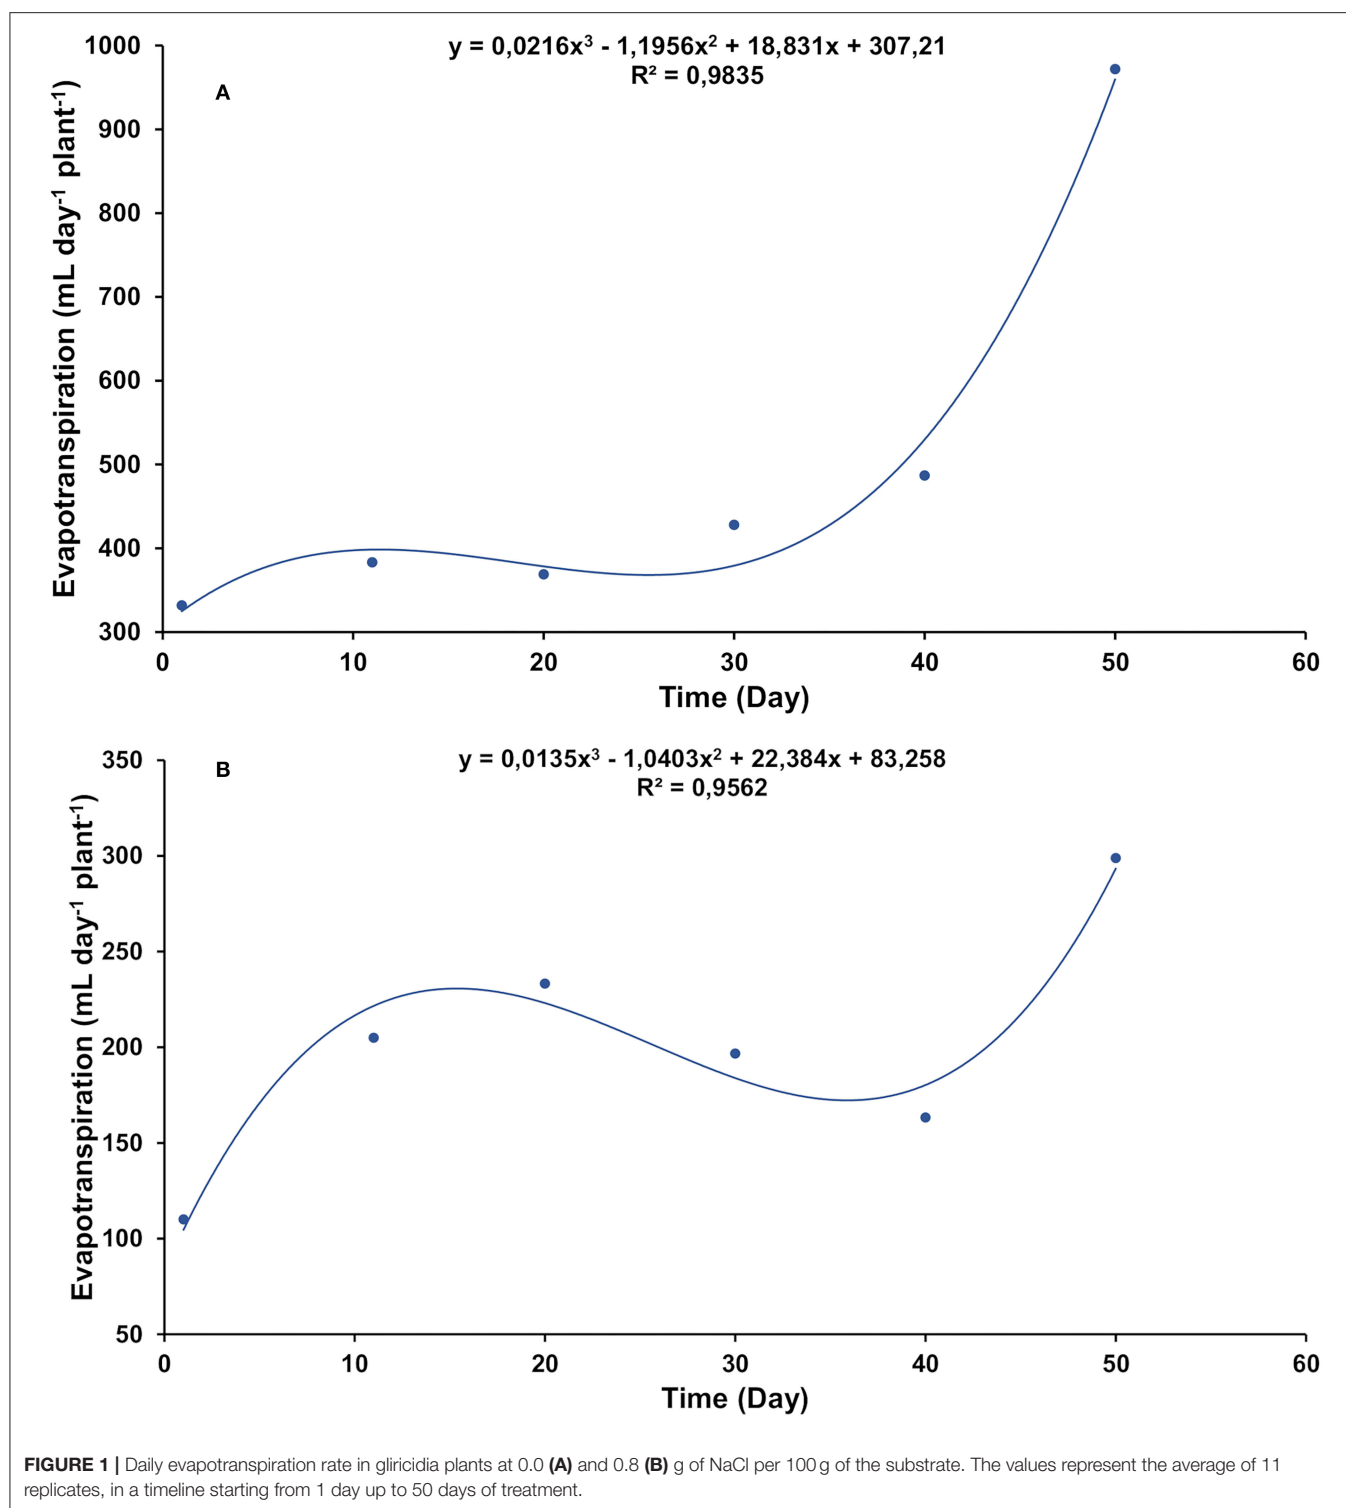 y = 0,0216x³ - 1,1956x² + 18,831x + 307,21
R² = 0,9835
A
Evapotranspiration (mL day⁻¹ plant⁻¹)
1000
900
800
700
600
500
400
300
0 10 20 30 40 50 60
Time (Day)
y = 0,0135x³ - 1,0403x² + 22,384x + 83,258
R² = 0,9562
B
Evapotranspiration (mL day⁻¹ plant⁻¹)
350
300
250
200
150
100
50
0 10 20 30 40 50 60
Time (Day)
FIGURE 1 | Daily evapotranspiration rate in gliricidia plants at 0.0 (A) and 0.8 (B) g of NaCl per 100 g of the substrate. The values represent the average of 11
replicates, in a timeline starting from 1 day up to 50 days of treatment.